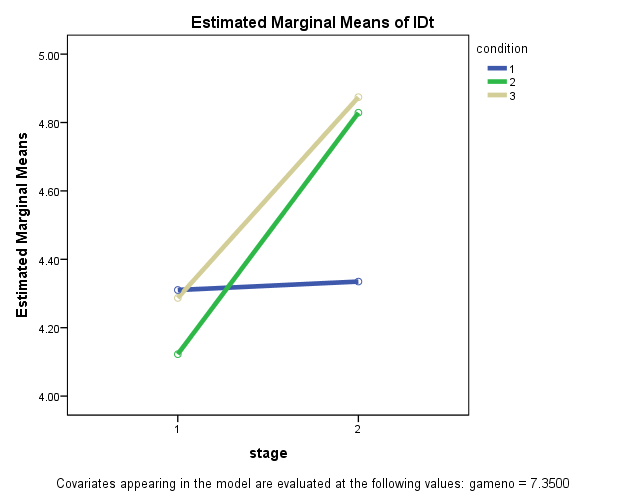 Estimated Marginal Means of IDt
condition
1
2
3
Estimated Marginal Means
5.00
4.80
4.60
4.40
4.20
4.00
1
2
stage
Covariates appearing in the model are evaluated at the following values: gameno = 7.3500